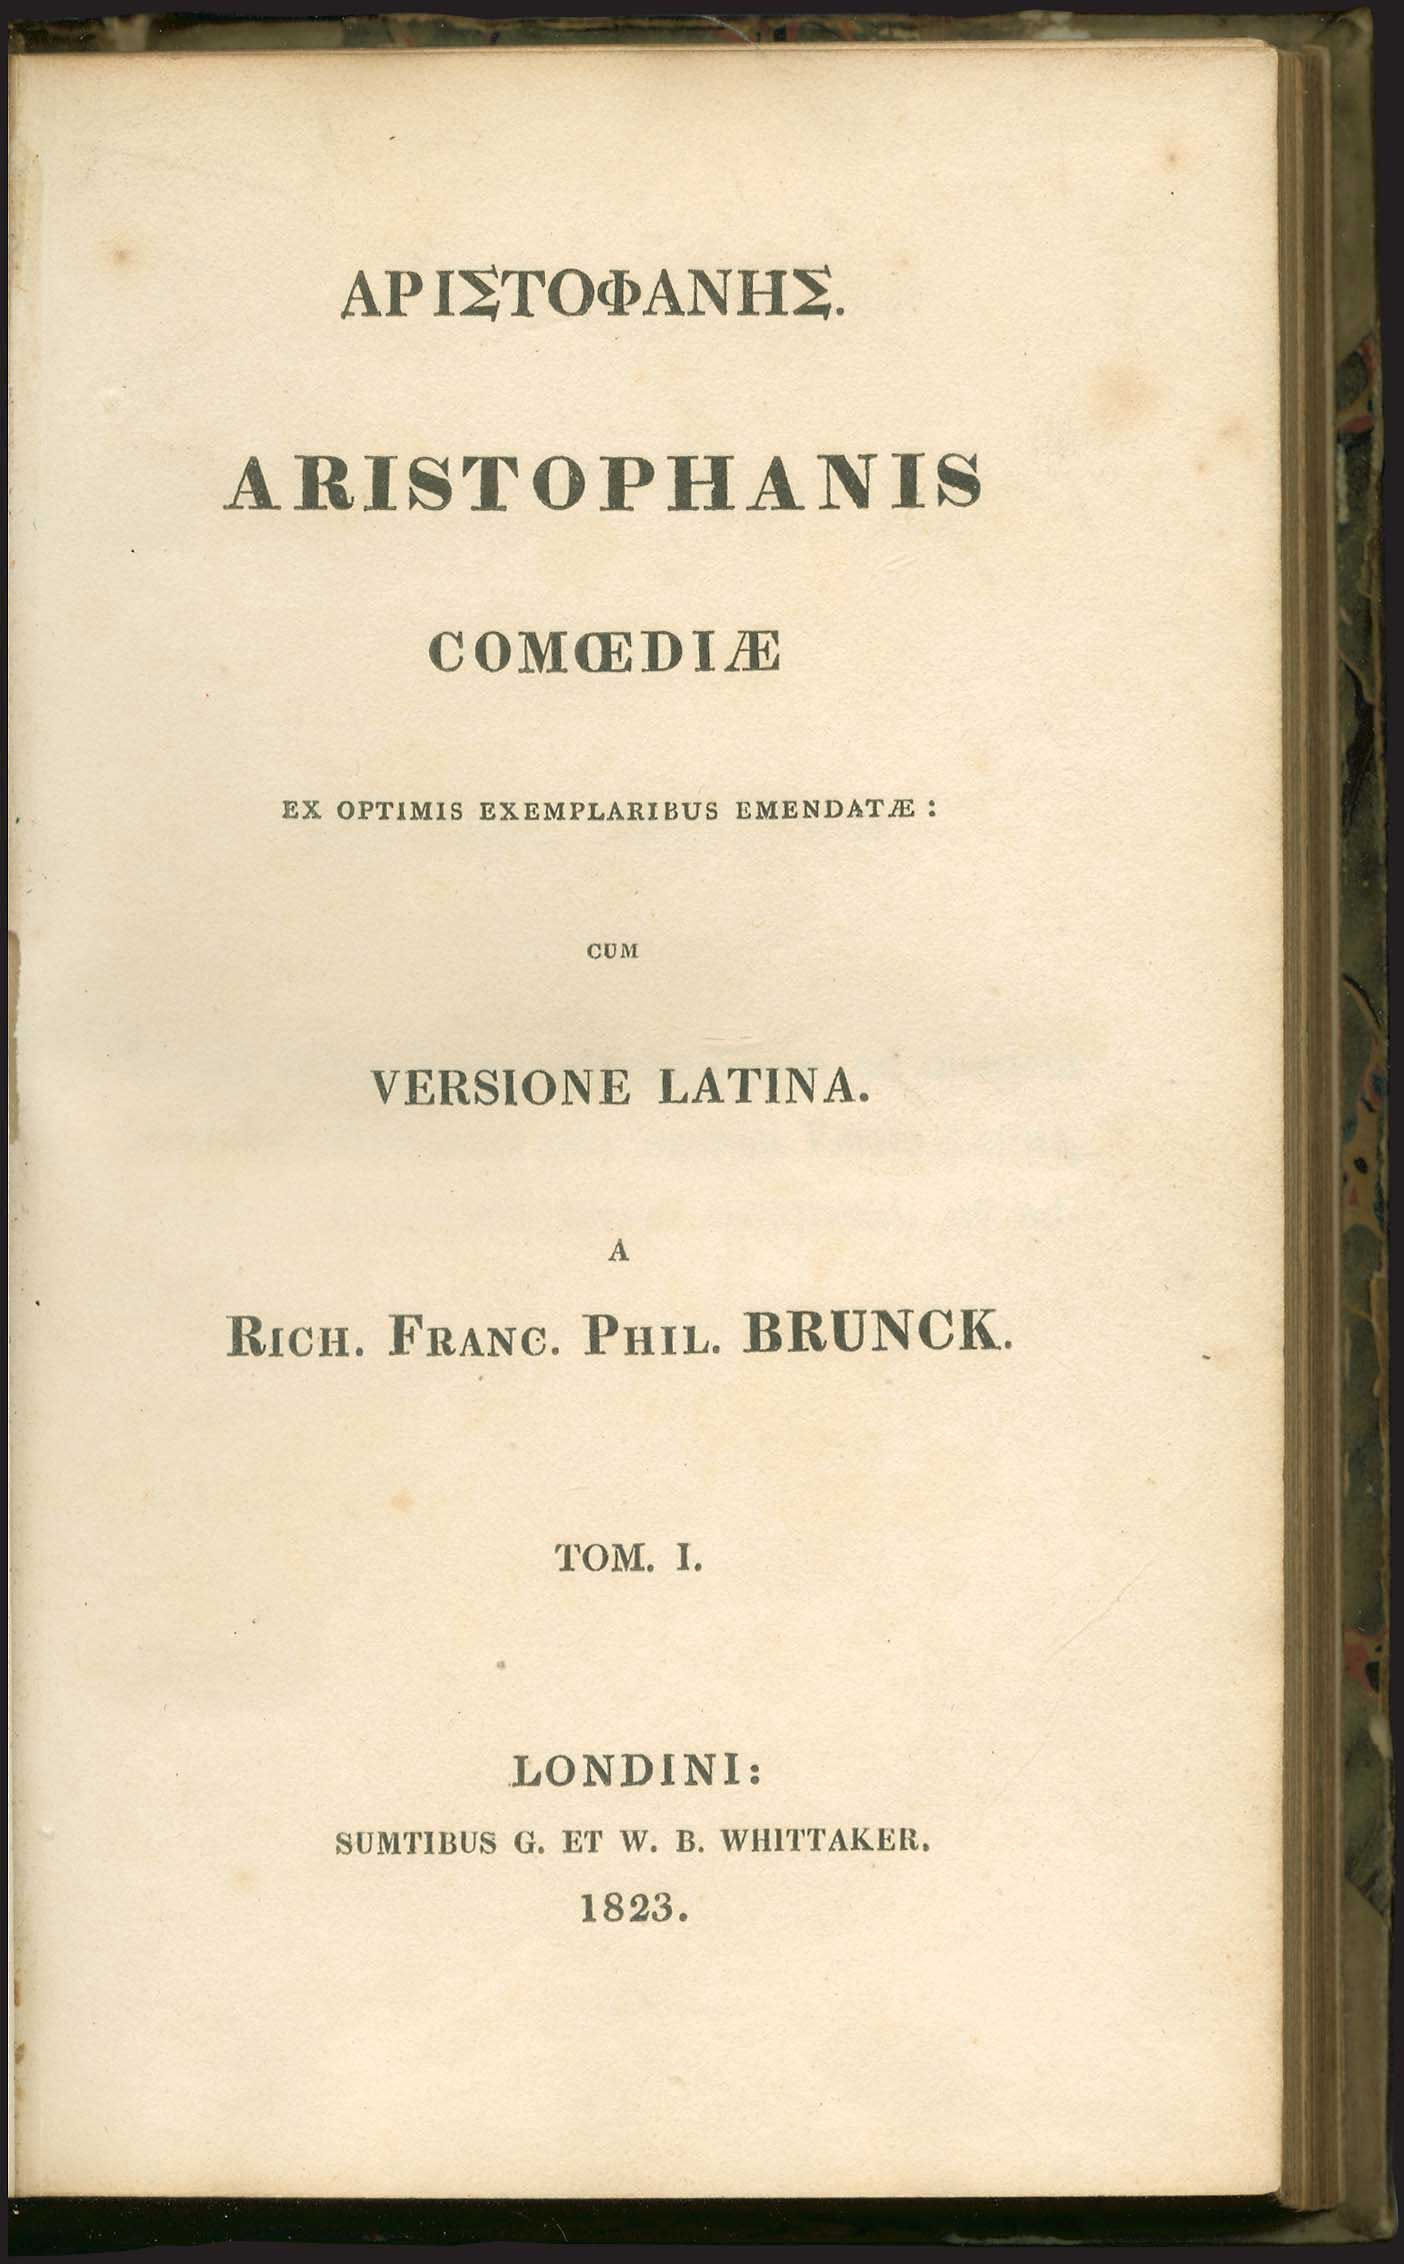 ΑΡΙΣΤΟΦΑΝΗΣ.
ARISTOPHANIS
COMŒDIÆ
EX OPTIMIS EXEMPLARIBUS EMENDATÆ :
CUM
VERSIONE LATINA.
A
RICH. FRANC. PHIL. BRUNCK.
TOM. I.
LONDINI:
SUMTIBUS G. ET W. B. WHITTAKER.
1823.